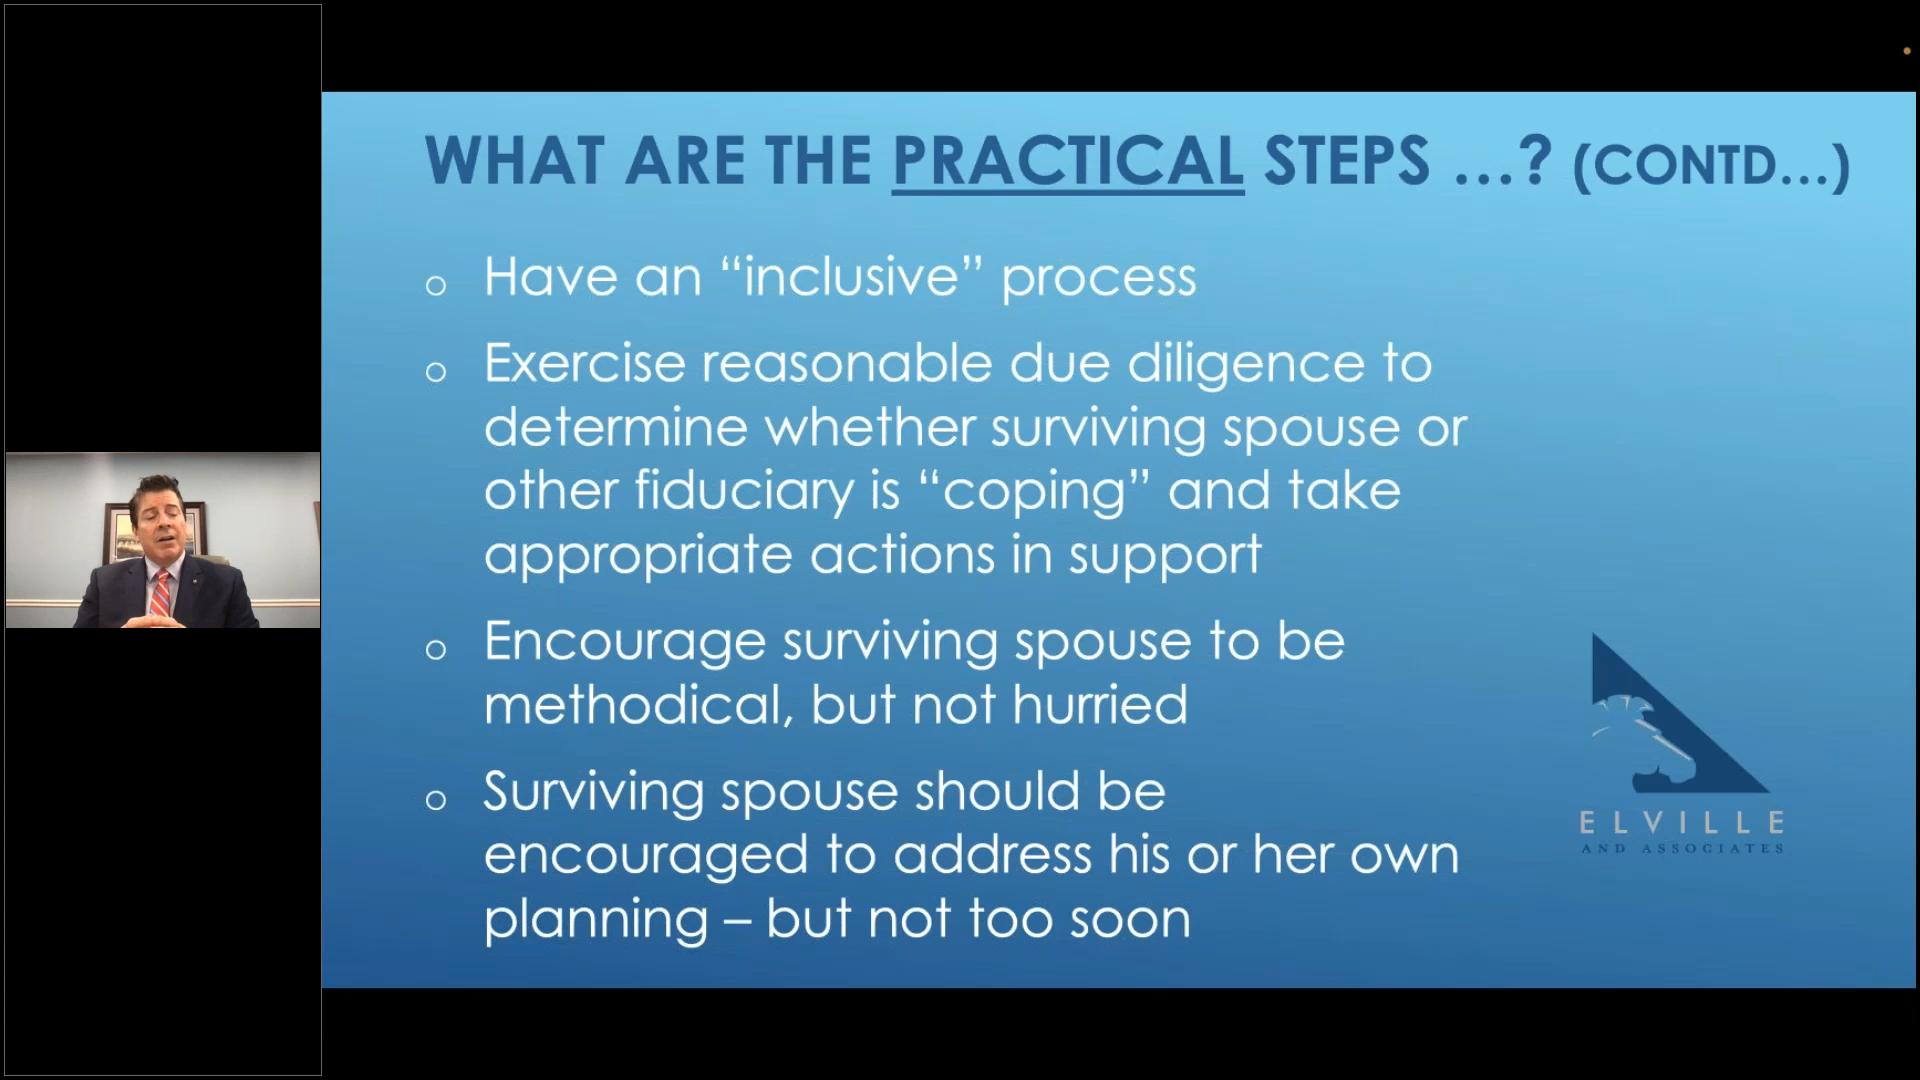 WHAT ARE THE PRACTICAL STEPS …? (CONTD…)
o Have an “inclusive” process
o Exercise reasonable due diligence to
determine whether surviving spouse or
other fiduciary is “coping” and take
appropriate actions in support
o Encourage surviving spouse to be
methodical, but not hurried
o Surviving spouse should be
encouraged to address his or her own
planning – but not too soon
ELVILLE
AND ASSOCIATES